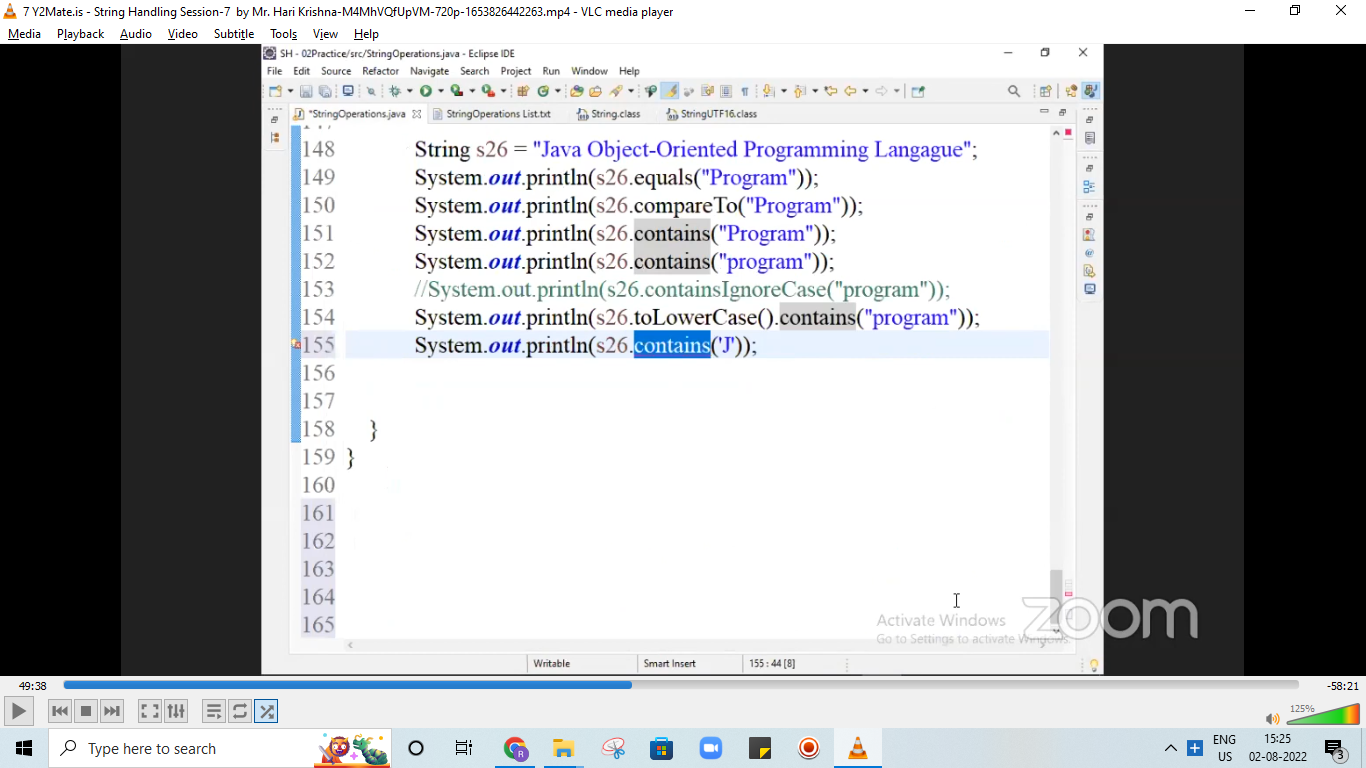 7 Y2Mate.is - String Handling Session-7 by Mr. Hari Krishna-M4MhVQfUpVM-720p-1653826442263.mp4 - VLC media player
Media Playback Audio Video Subtitle Tools View Help
SH - 02Practice/src/StringOperations.java - Eclipse IDE
File Edit Source Refactor Navigate Search Project Run Window Help
*StringOperations.java StringOperations List.txt String.class StringUTF16.class
148 String s26 = "Java Object-Oriented Programming Langague";
149 System.out.println(s26.equals("Program"));
150 System.out.println(s26.compareTo("Program"));
151 System.out.println(s26.contains("Program"));
152 System.out.println(s26.contains("program"));
153 //System.out.println(s26.containsIgnoreCase("program"));
154 System.out.println(s26.toLowerCase().contains("program"));
155 System.out.println(s26.contains('J'));
156
157
158 }
159 }
160
161
162
163
164
165
Activate Windows
Go to Settings to activate Windows.
zoom
Writable Smart Insert 155 : 44 [8]
49:38 -58:21
125%
Type here to search
ENG 15:25
US 02-08-2022 3